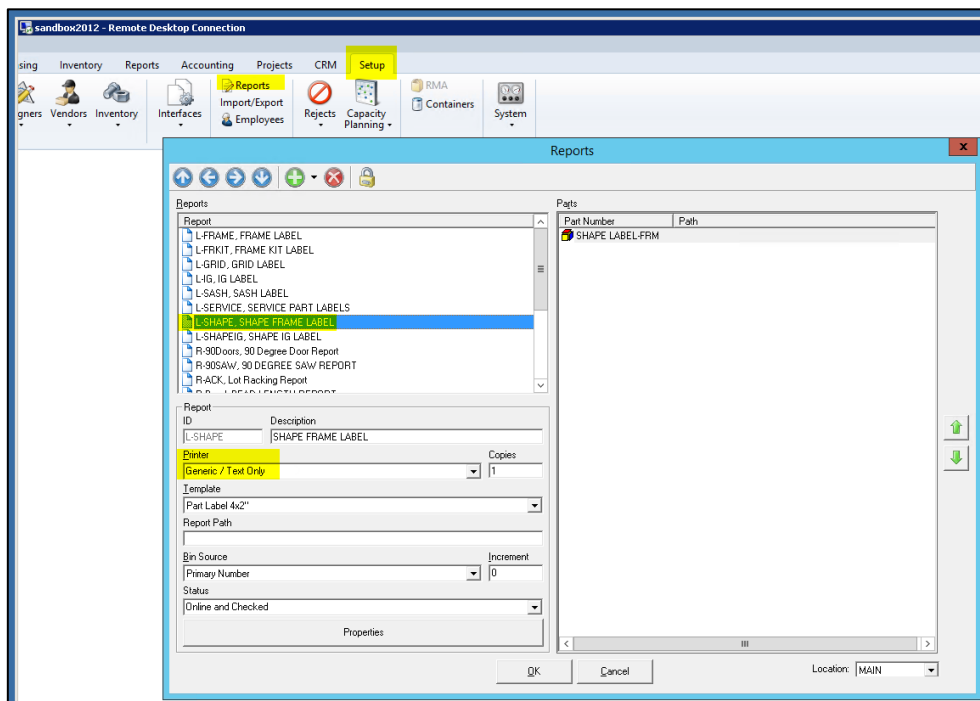 sandbox2012 - Remote Desktop Connection
sing Inventory Reports Accounting Projects CRM Setup
gners Vendors Inventory Interfaces Reports Import/Export Employees Rejects Capacity Planning RMA Containers System
Reports
Reports
Report
L-FRAME, FRAME LABEL
L-FRKIT, FRAME KIT LABEL
L-GRID, GRID LABEL
L-IG, IG LABEL
L-SASH, SASH LABEL
L-SERVICE, SERVICE PART LABELS
L-SHAPE, SHAPE FRAME LABEL
L-SHAPEIG, SHAPE IG LABEL
R-90Doors, 90 Degree Door Report
R-90SAW, 90 DEGREE SAW REPORT
R-ACK, Lot Racking Report
Parts
Part Number Path
SHAPE LABEL-FRM
Report
ID Description
L-SHAPE SHAPE FRAME LABEL
Printer Copies
Generic / Text Only 1
Template
Part Label 4x2"
Report Path
Bin Source Increment
Primary Number 0
Status
Online and Checked
Properties
OK Cancel Location: MAIN